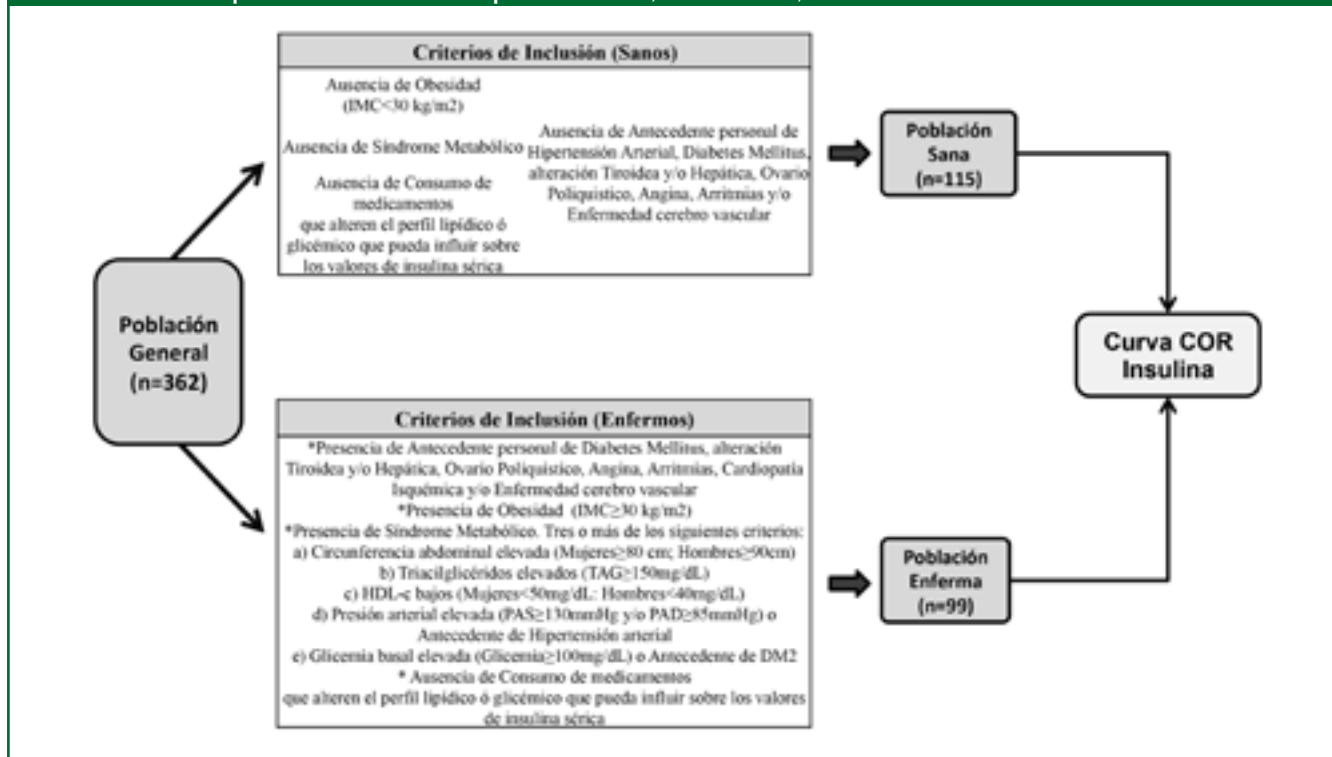 Población
General
(n=362)
Criterios de Inclusión (Sanos)
Ausencia de Obesidad
(IMC<30 kg/m2)
Ausencia de Síndrome Metabólico
Ausencia de Consumo de
medicamentos
que alteren el perfil lipídico ó
glicémico que pueda influir sobre
los valores de insulina sérica
Ausencia de Antecedente personal de
Hipertensión Arterial, Diabetes Mellitus,
alteración Tiroidea y/o Hepática, Ovario
Poliquistico, Angina, Arritmias y/o
Enfermedad cerebro vascular
Población
Sana
(n=115)
Criterios de Inclusión (Enfermos)
*Presencia de Antecedente personal de Diabetes Mellitus, alteración
Tiroidea y/o Hepática, Ovario Poliquistico, Angina, Arritmias, Cardiopatía
Isquémica y/o Enfermedad cerebro vascular
*Presencia de Obesidad (IMC≥30 kg/m2)
*Presencia de Síndrome Metabólico. Tres o más de los siguientes criterios:
a) Circunferencia abdominal elevada (Mujeres≥80 cm; Hombres≥90cm)
b) Triacilglicéridos elevados (TAG≥150mg/dL)
c) HDL-c bajos (Mujeres<50mg/dL: Hombres<40mg/dL)
d) Presión arterial elevada (PAS≥130mmHg y/o PAD≥85mmHg) o
Antecedente de Hipertensión arterial
e) Glicemia basal elevada (Glicemia≥100mg/dL) o Antecedente de DM2
* Ausencia de Consumo de medicamentos
que alteren el perfil lipídico ó glicémico que pueda influir sobre los valores
de insulina sérica
Población
Enferma
(n=99)
Curva COR
Insulina